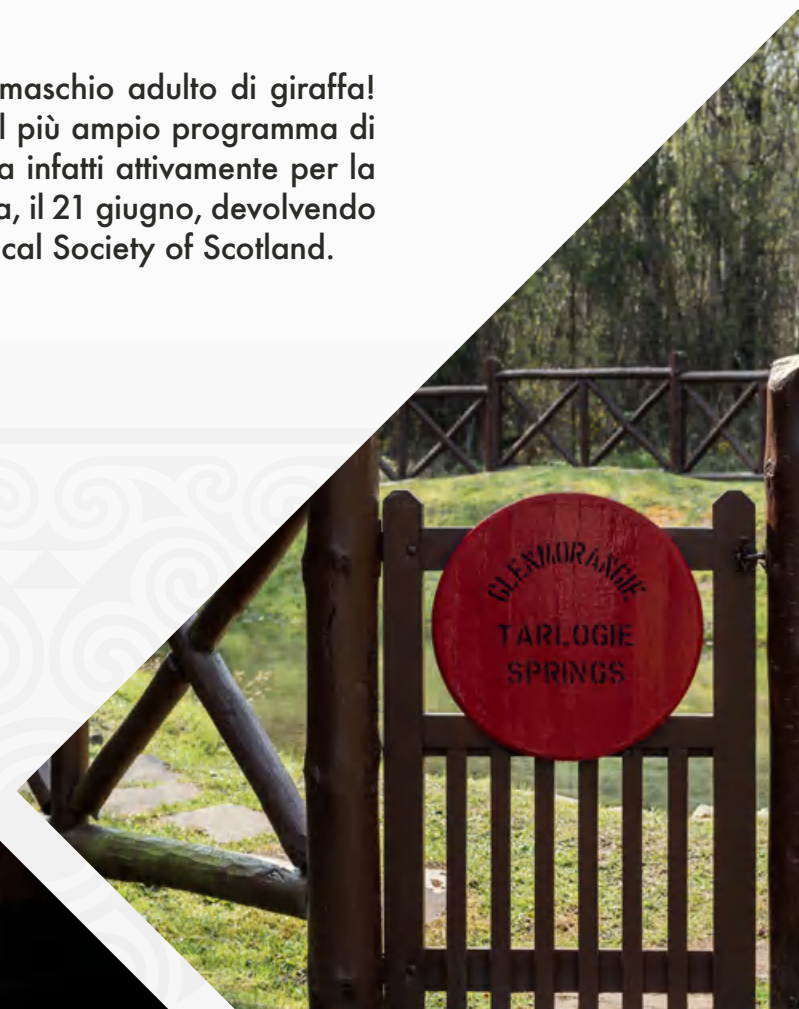 maschio adulto di giraffa!
l più ampio programma di
a infatti attivamente per la
a, il 21 giugno, devolvendo
cal Society of Scotland.
GLENMORANGIE
TARLOGIE
SPRINGS